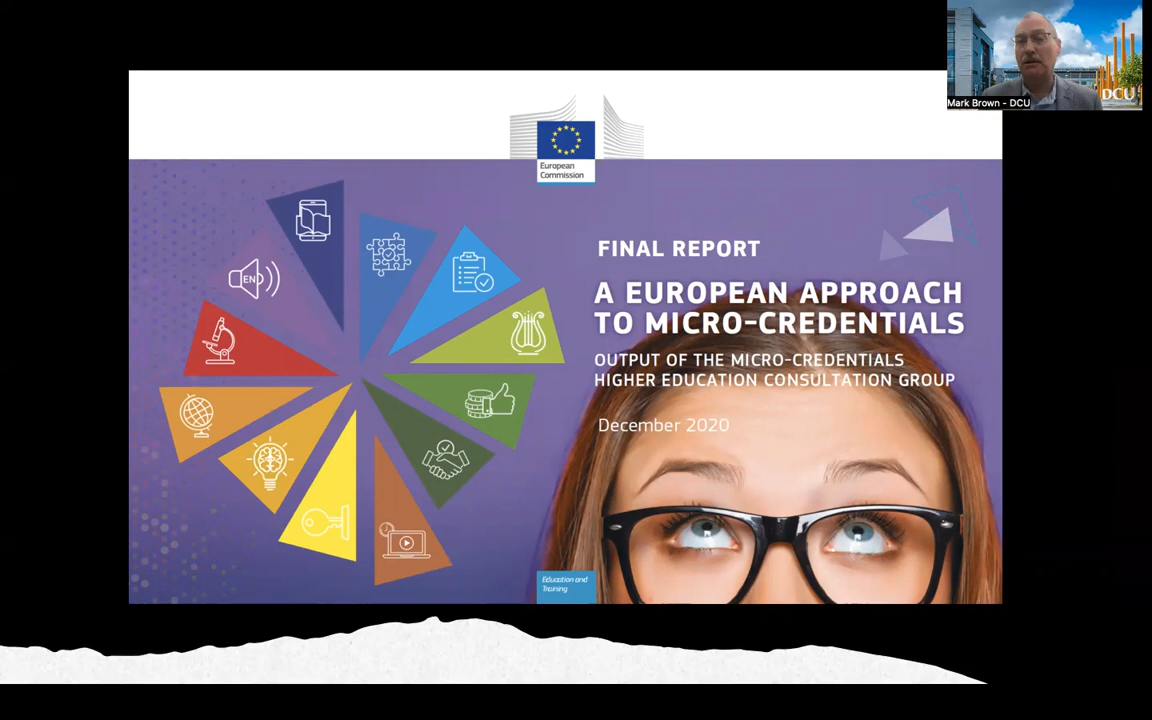 DCU
Mark Brown - DCU
European
Commission
EN
FINAL REPORT
A EUROPEAN APPROACH
TO MICRO-CREDENTIALS
OUTPUT OF THE MICRO-CREDENTIALS
HIGHER EDUCATION CONSULTATION GROUP
December 2020
Education and
Training